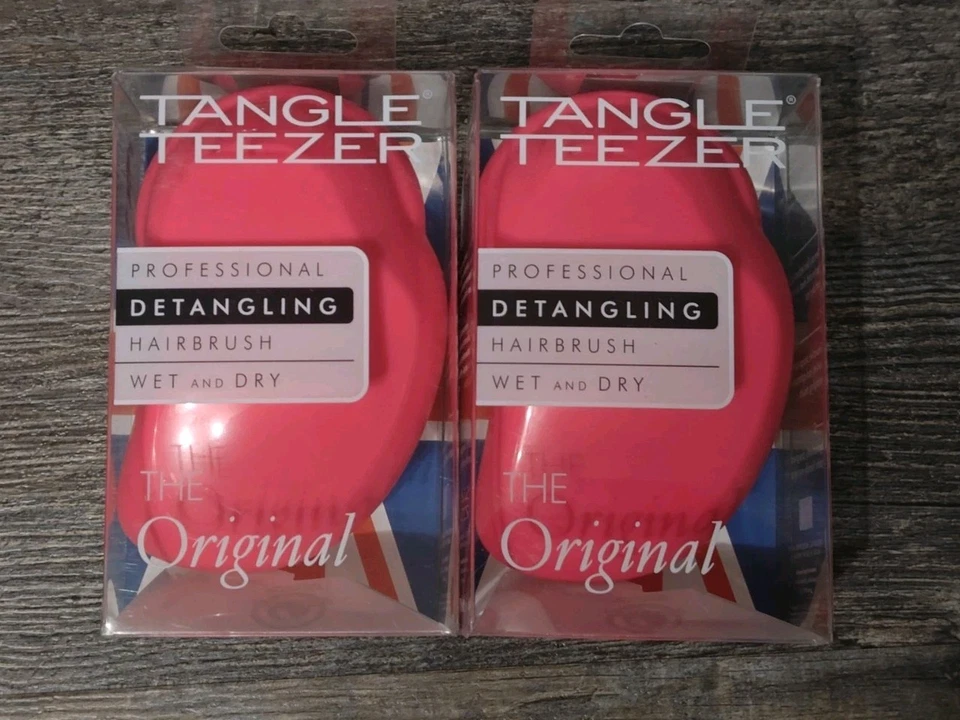 TANGLE®
TEEZER
PROFESSIONAL
DETANGLING
HAIRBRUSH
WET AND DRY
THE
Original
TANGLE®
TEEZER
PROFESSIONAL
DETANGLING
HAIRBRUSH
WET AND DRY
THE
Original